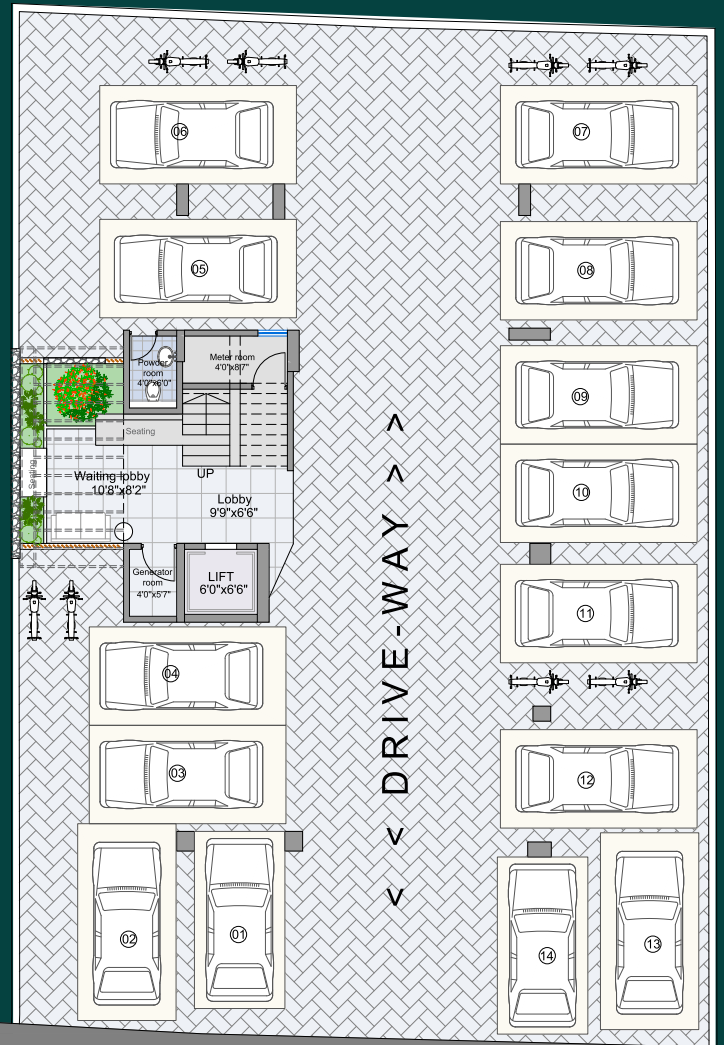 06
07
05
08
Powder
room
4'0"x6'0"
Meter room
4'0"x8'7"
09
Seating
Seating
Waiting lobby
10'8"x8'2"
UP
Lobby
9'9"x6'6"
10
Generator
room
4'0"x5'7"
LIFT
6'0"x6'6"
11
< < DRIVE-WAY > >
04
03
12
02
01
14
13